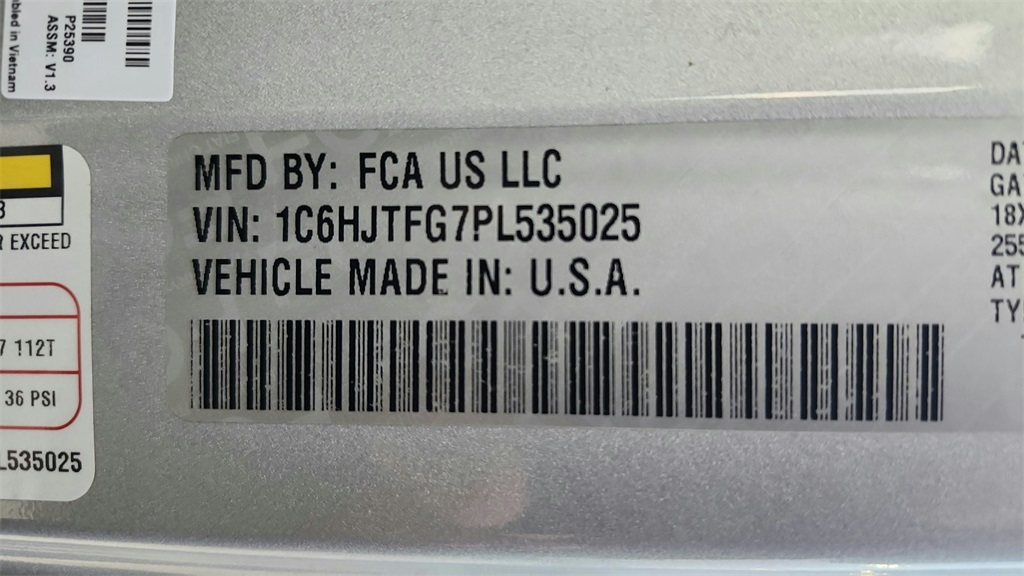 P25390
ASSM: V1.3
bled in Vietnam
R EXCEED
7 112T
36 PSI
L535025
MFD BY: FCA US LLC
VIN: 1C6HJTFG7PL535025
VEHICLE MADE IN: U.S.A.
DA
GA
18X
255
AT
TY